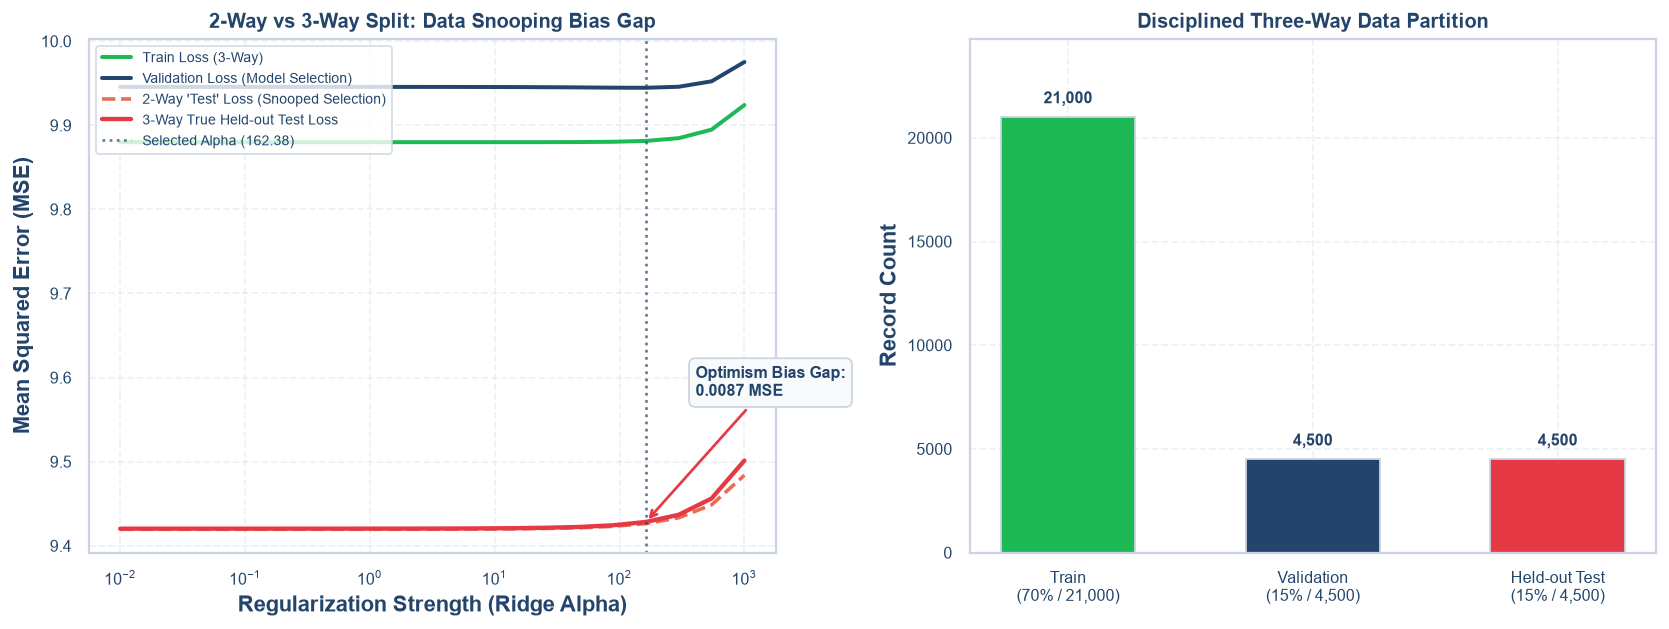 2-Way vs 3-Way Split: Data Snooping Bias Gap
Mean Squared Error (MSE)
10.0
9.9
9.8
9.7
9.6
9.5
9.4
Train Loss (3-Way)
Validation Loss (Model Selection)
2-Way 'Test' Loss (Snooped Selection)
3-Way True Held-out Test Loss
Selected Alpha (162.38)
Optimism Bias Gap:
0.0087 MSE
10⁻² 10⁻¹ 10⁰ 10¹ 10² 10³
Regularization Strength (Ridge Alpha)
Disciplined Three-Way Data Partition
Record Count
20000
15000
10000
5000
0
21,000
4,500
4,500
Train
(70% / 21,000)
Validation
(15% / 4,500)
Held-out Test
(15% / 4,500)